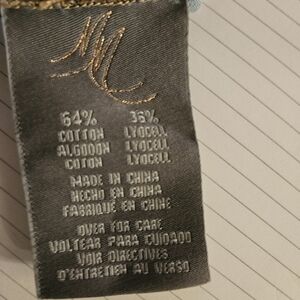 MM
64% 36%
COTTON LYOCELL
ALGODON LYOCELL
COTON LYOCELL
MADE IN CHINA
HECHO EN CHINA
FABRIQUE EN CHINE
OVER FOR CARE
VOLTEAR PARA CUIDADO
VOIR DIRECTIVES
D'ENTRETIEN AU VERSO